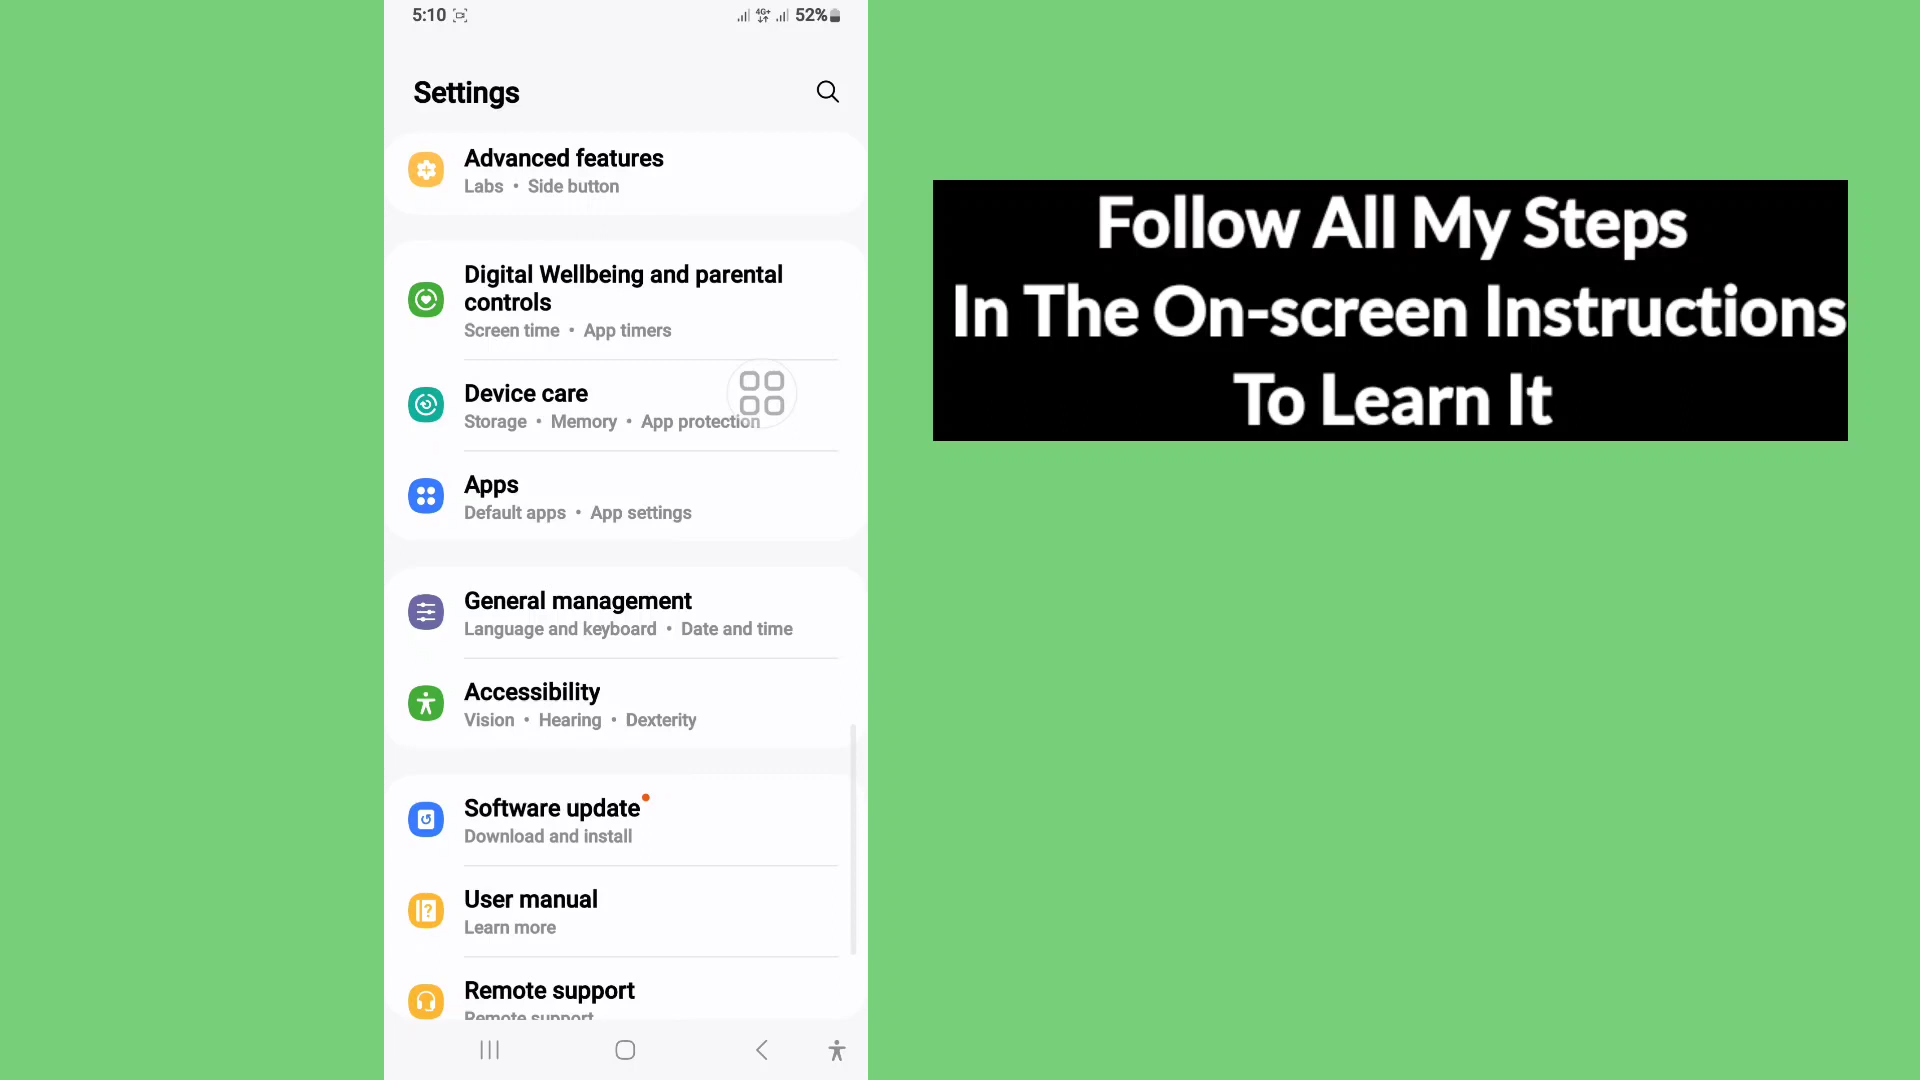 5:10
4G+ 52%
Settings
Advanced features
Labs • Side button
Digital Wellbeing and parental
controls
Screen time • App timers
Device care
Storage • Memory • App protection
Apps
Default apps • App settings
General management
Language and keyboard • Date and time
Accessibility
Vision • Hearing • Dexterity
Software update
Download and install
User manual
Learn more
Remote support
Remote support
Follow All My Steps
In The On-screen Instructions
To Learn It